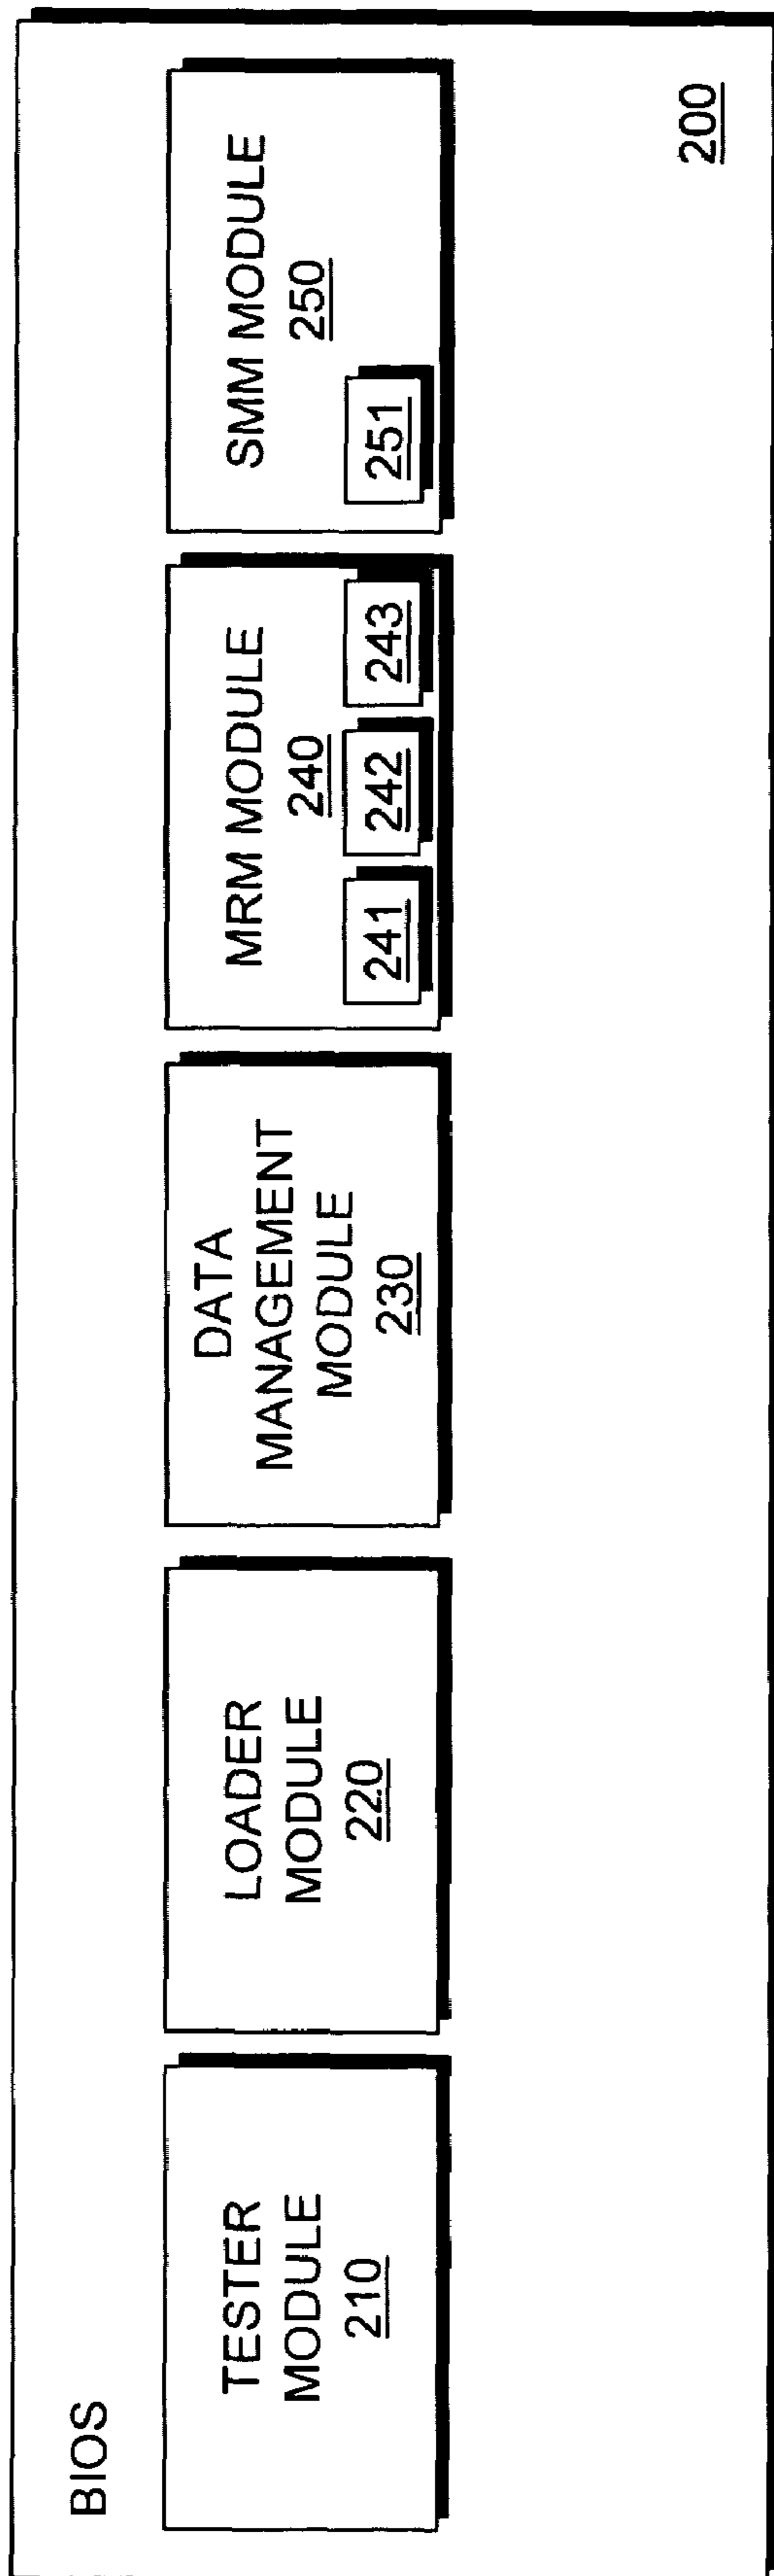 BIOS
TESTER
MODULE
210
LOADER
MODULE
220
DATA
MANAGEMENT
MODULE
230
MRM MODULE
240
241
242
243
SMM MODULE
250
251
200